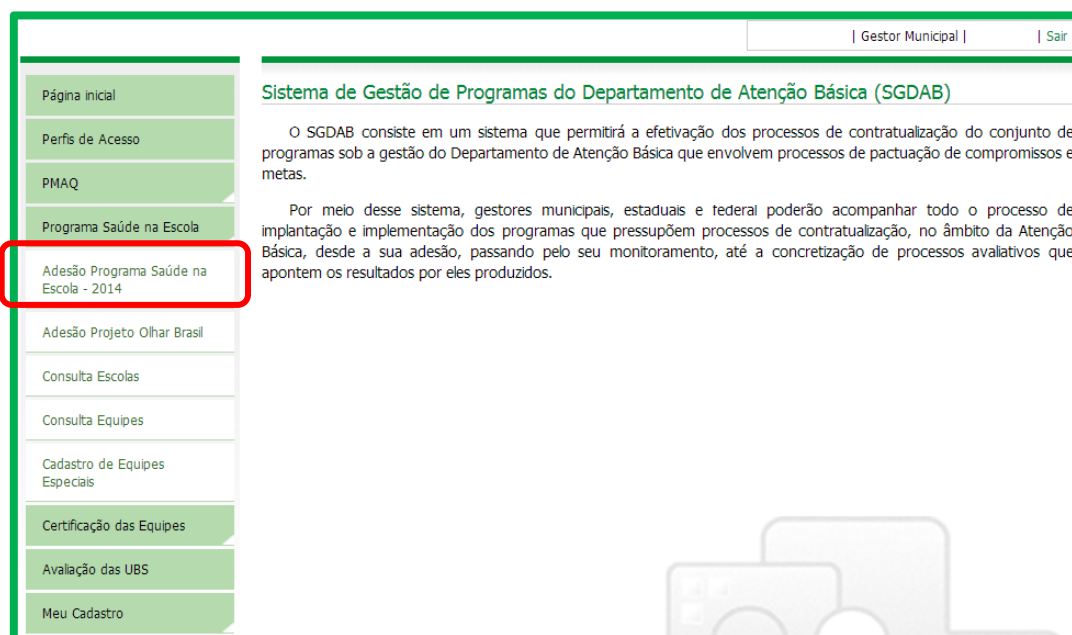 | Gestor Municipal | | Sair
Página inicial
Perfis de Acesso
PMAQ
Programa Saúde na Escola
Adesão Programa Saúde na
Escola - 2014
Adesão Projeto Olhar Brasil
Consulta Escolas
Consulta Equipes
Cadastro de Equipes
Especiais
Certificação das Equipes
Avaliação das UBS
Meu Cadastro
Sistema de Gestão de Programas do Departamento de Atenção Básica (SGDAB)
O SGDAB consiste em um sistema que permitirá a efetivação dos processos de contratualização do conjunto de
programas sob a gestão do Departamento de Atenção Básica que envolvem processos de pactuação de compromissos e
metas.
Por meio desse sistema, gestores municipais, estaduais e federal poderão acompanhar todo o processo de
implantação e implementação dos programas que pressupõem processos de contratualização, no âmbito da Atenção
Básica, desde a sua adesão, passando pelo seu monitoramento, até a concretização de processos avaliativos que
apontem os resultados por eles produzidos.